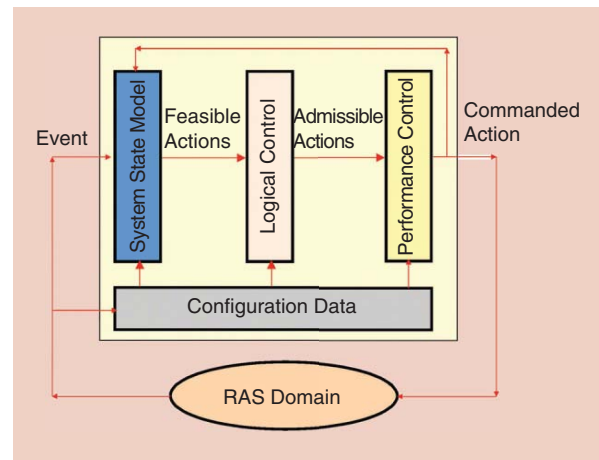 Event
System State Model
Feasible
Actions
Logical Control
Admissible
Actions
Performance Control
Commanded
Action
Configuration Data
RAS Domain